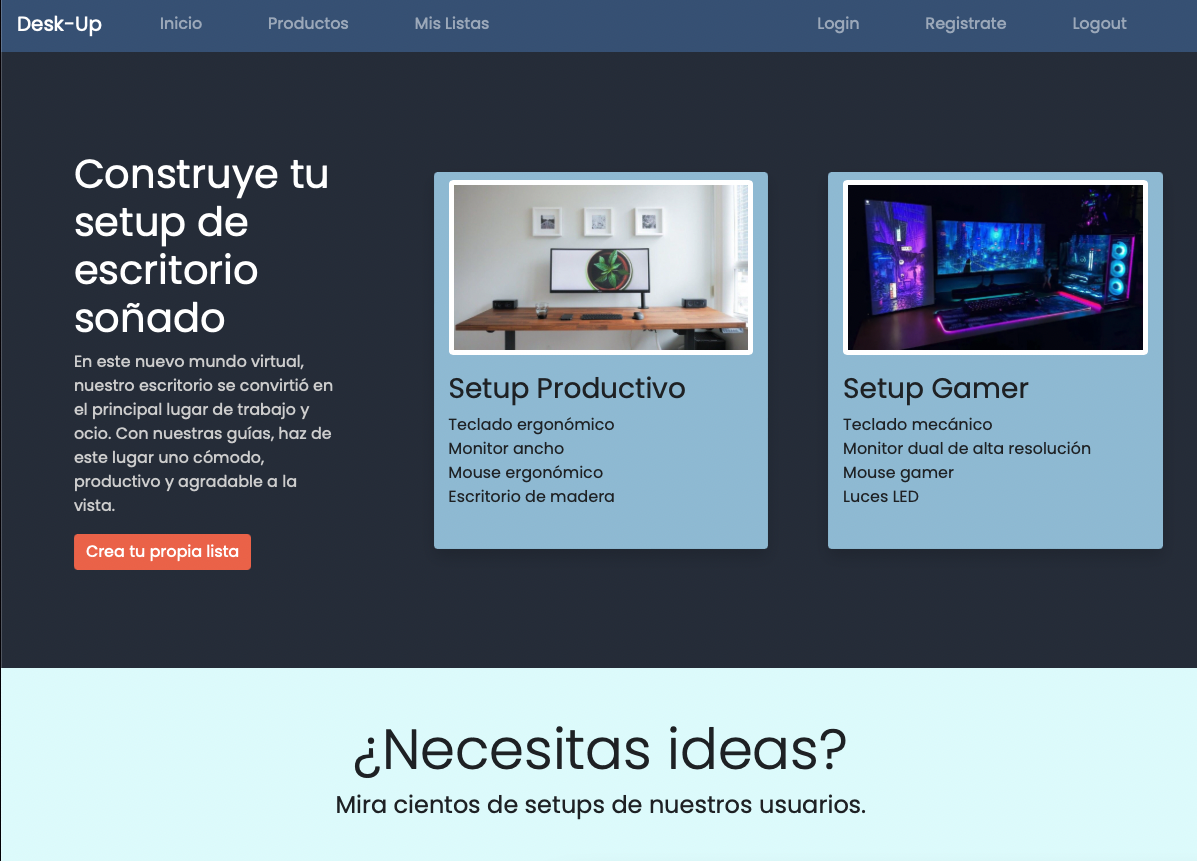 Desk-Up Inicio Productos Mis Listas Login Registrate Logout
Construye tu
setup de
escritorio
soñado
En este nuevo mundo virtual,
nuestro escritorio se convirtió en
el principal lugar de trabajo y
ocio. Con nuestras guías, haz de
este lugar uno cómodo,
productivo y agradable a la
vista.
Crea tu propia lista
Setup Productivo
Teclado ergonómico
Monitor ancho
Mouse ergonómico
Escritorio de madera
Setup Gamer
Teclado mecánico
Monitor dual de alta resolución
Mouse gamer
Luces LED
¿Necesitas ideas?
Mira cientos de setups de nuestros usuarios.